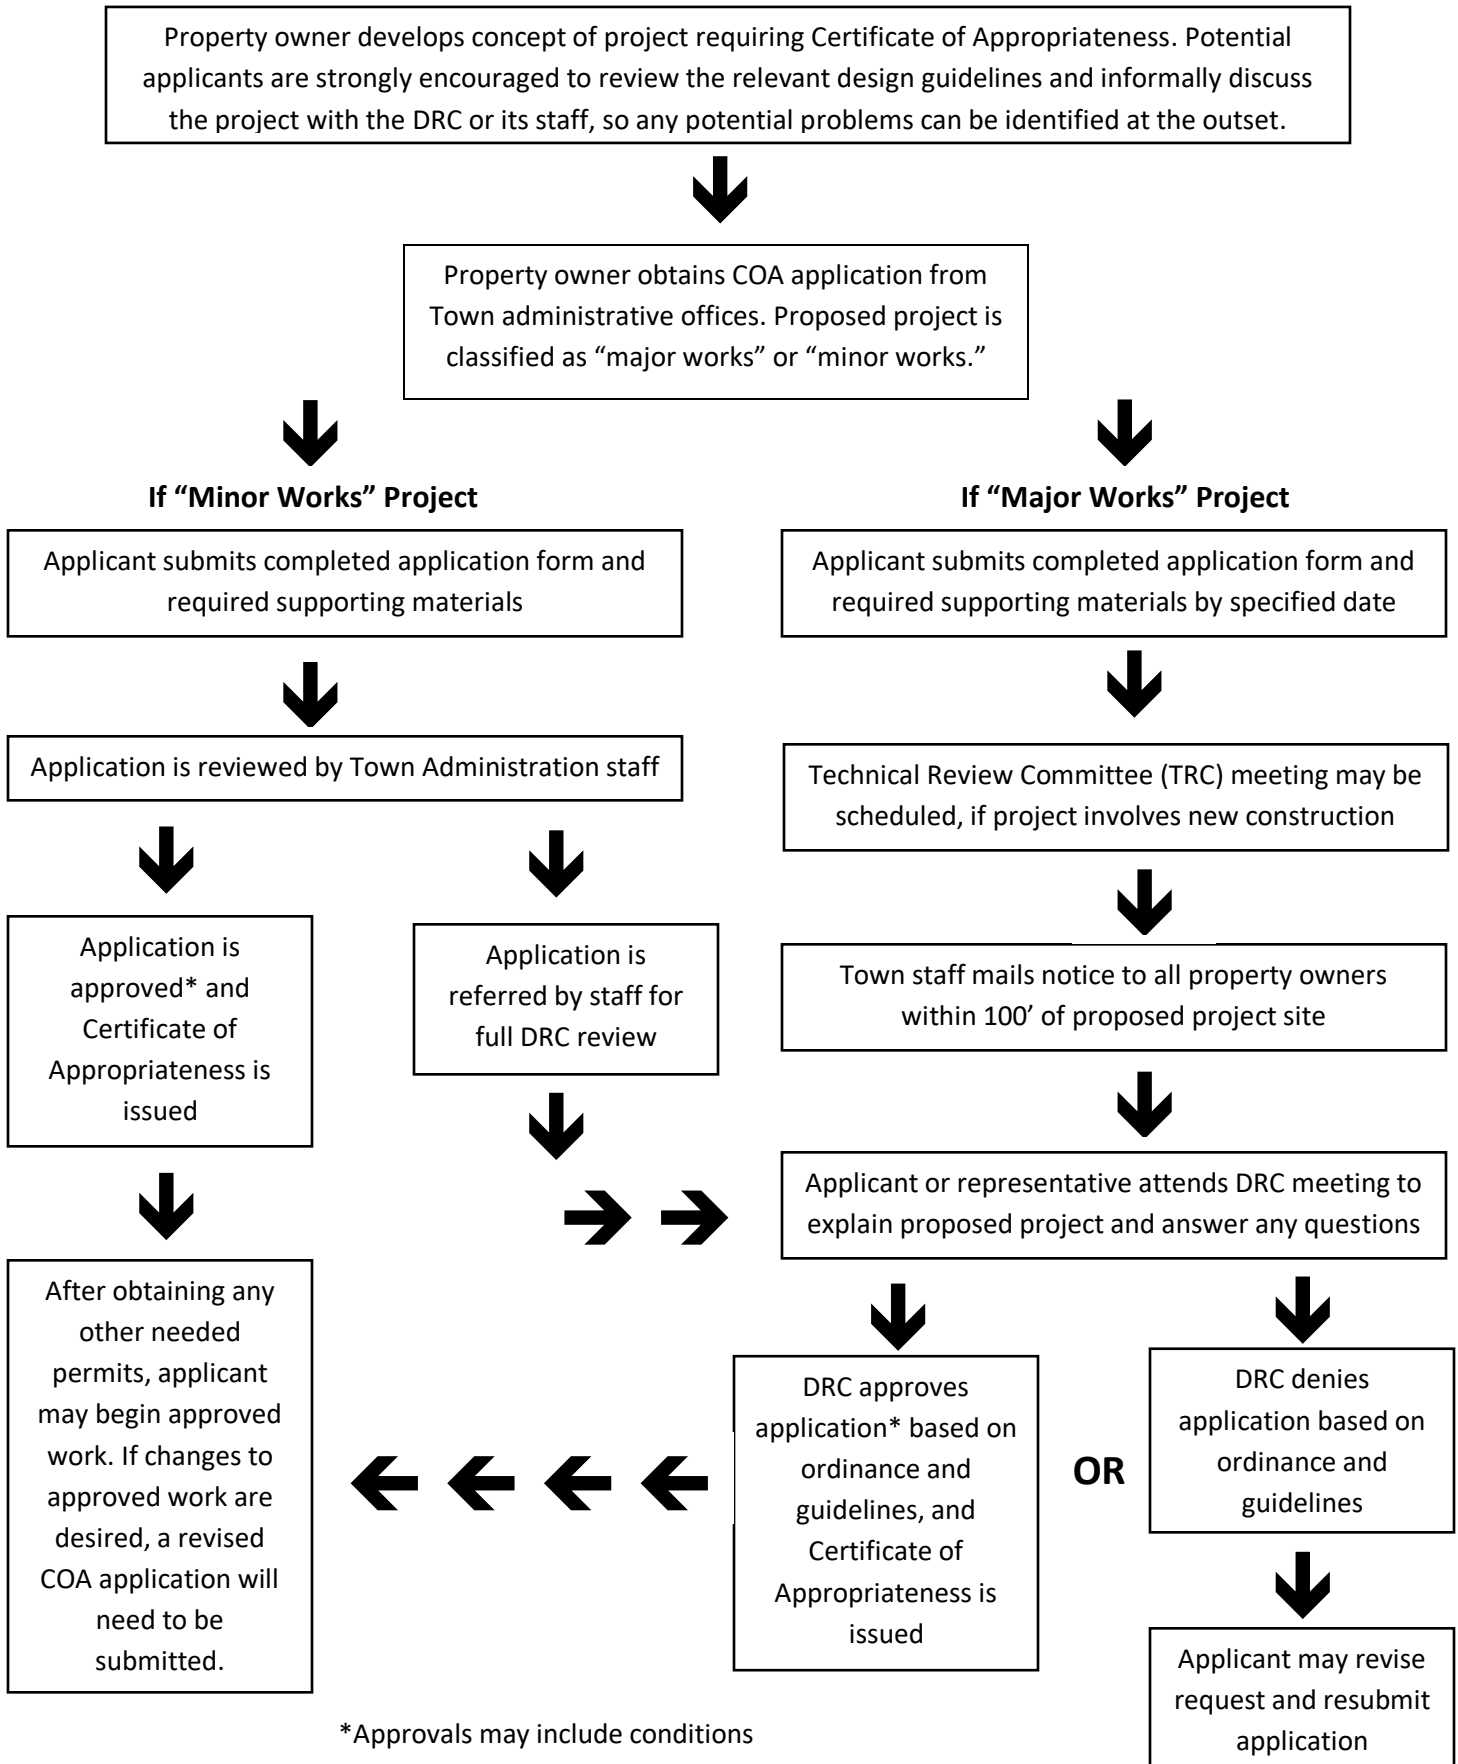 Property owner develops concept of project requiring Certificate of Appropriateness. Potential
applicants are strongly encouraged to review the relevant design guidelines and informally discuss
the project with the DRC or its staff, so any potential problems can be identified at the outset.
Property owner obtains COA application from
Town administrative offices. Proposed project is
classified as “major works” or “minor works.”
If “Minor Works” Project
Applicant submits completed application form and
required supporting materials
Application is reviewed by Town Administration staff
Application is
approved* and
Certificate of
Appropriateness is
issued
Application is
referred by staff for
full DRC review
After obtaining any
other needed
permits, applicant
may begin approved
work. If changes to
approved work are
desired, a revised
COA application will
need to be
submitted.
If “Major Works” Project
Applicant submits completed application form and
required supporting materials by specified date
Technical Review Committee (TRC) meeting may be
scheduled, if project involves new construction
Town staff mails notice to all property owners
within 100’ of proposed project site
Applicant or representative attends DRC meeting to
explain proposed project and answer any questions
DRC approves
application* based on
ordinance and
guidelines, and
Certificate of
Appropriateness is
issued
OR
DRC denies
application based on
ordinance and
guidelines
Applicant may revise
request and resubmit
application
*Approvals may include conditions